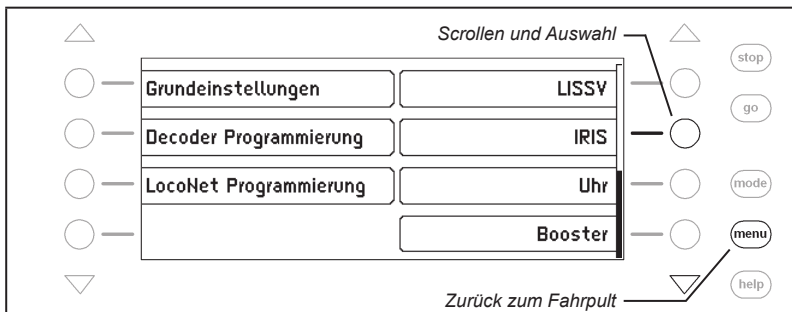 Scrollen und Auswahl
stop
Grundeinstellungen
LISSY
go
Decoder Programmierung
IRIS
LocoNet Programmierung
Uhr
mode
Booster
menu
help
Zurück zum Fahrpult